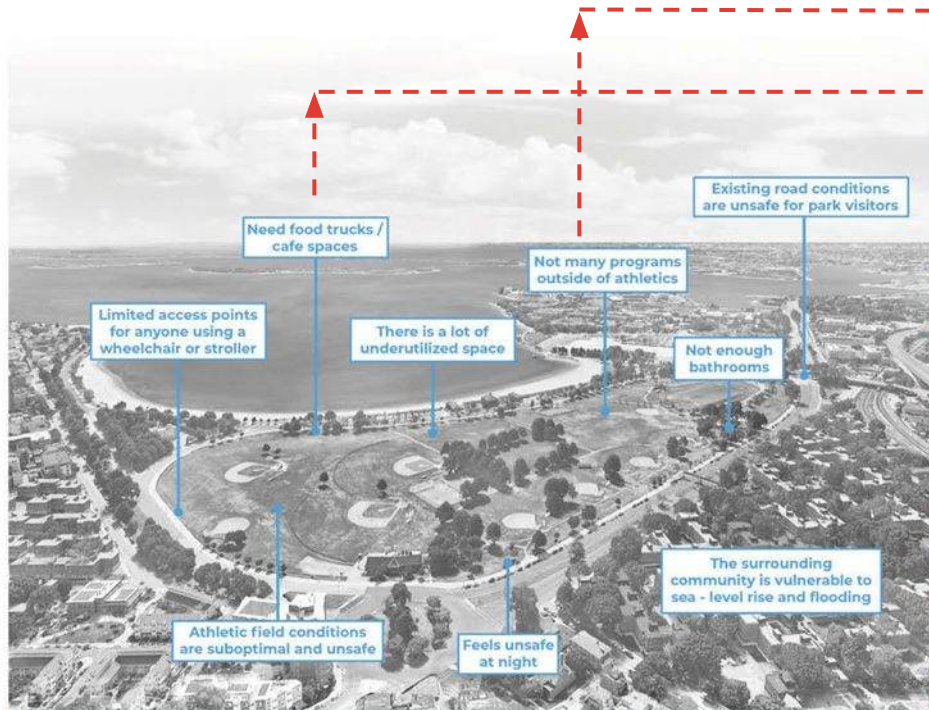 Existing road conditions
are unsafe for park visitors
Need food trucks /
cafe spaces
Not many programs
outside of athletics
Limited access points
for anyone using a
wheelchair or stroller
There is a lot of
underutilized space
Not enough
bathrooms
The surrounding
community is vulnerable to
sea - level rise and flooding
Athletic field conditions
are suboptimal and unsafe
Feels unsafe
at night